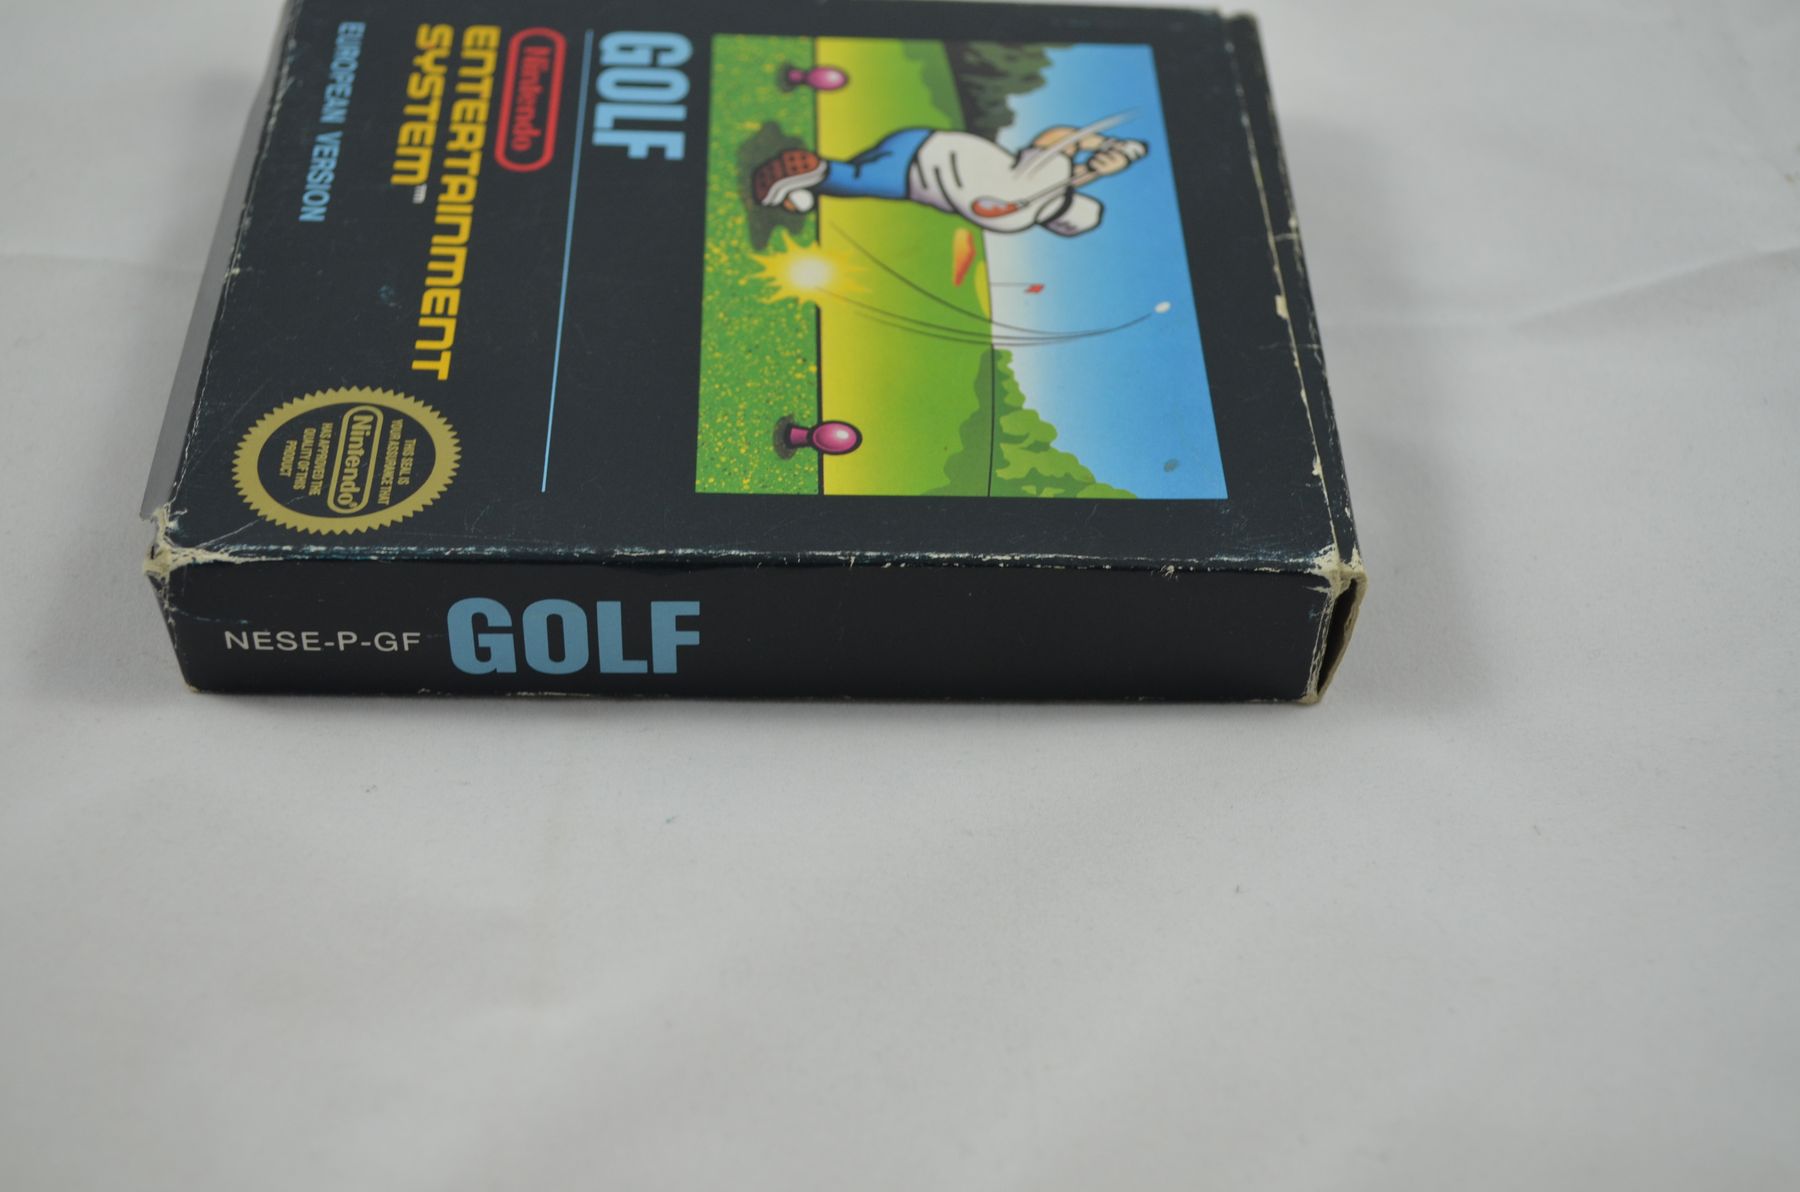 GOLF
Nintendo
ENTERTAINMENT
SYSTEM™
EUROPEAN VERSION
THIS SEAL IS
YOUR ASSURANCE THAT
Nintendo
HAS APPROVED THE
QUALITY OF THIS
PRODUCT
NESE-P-GF GOLF